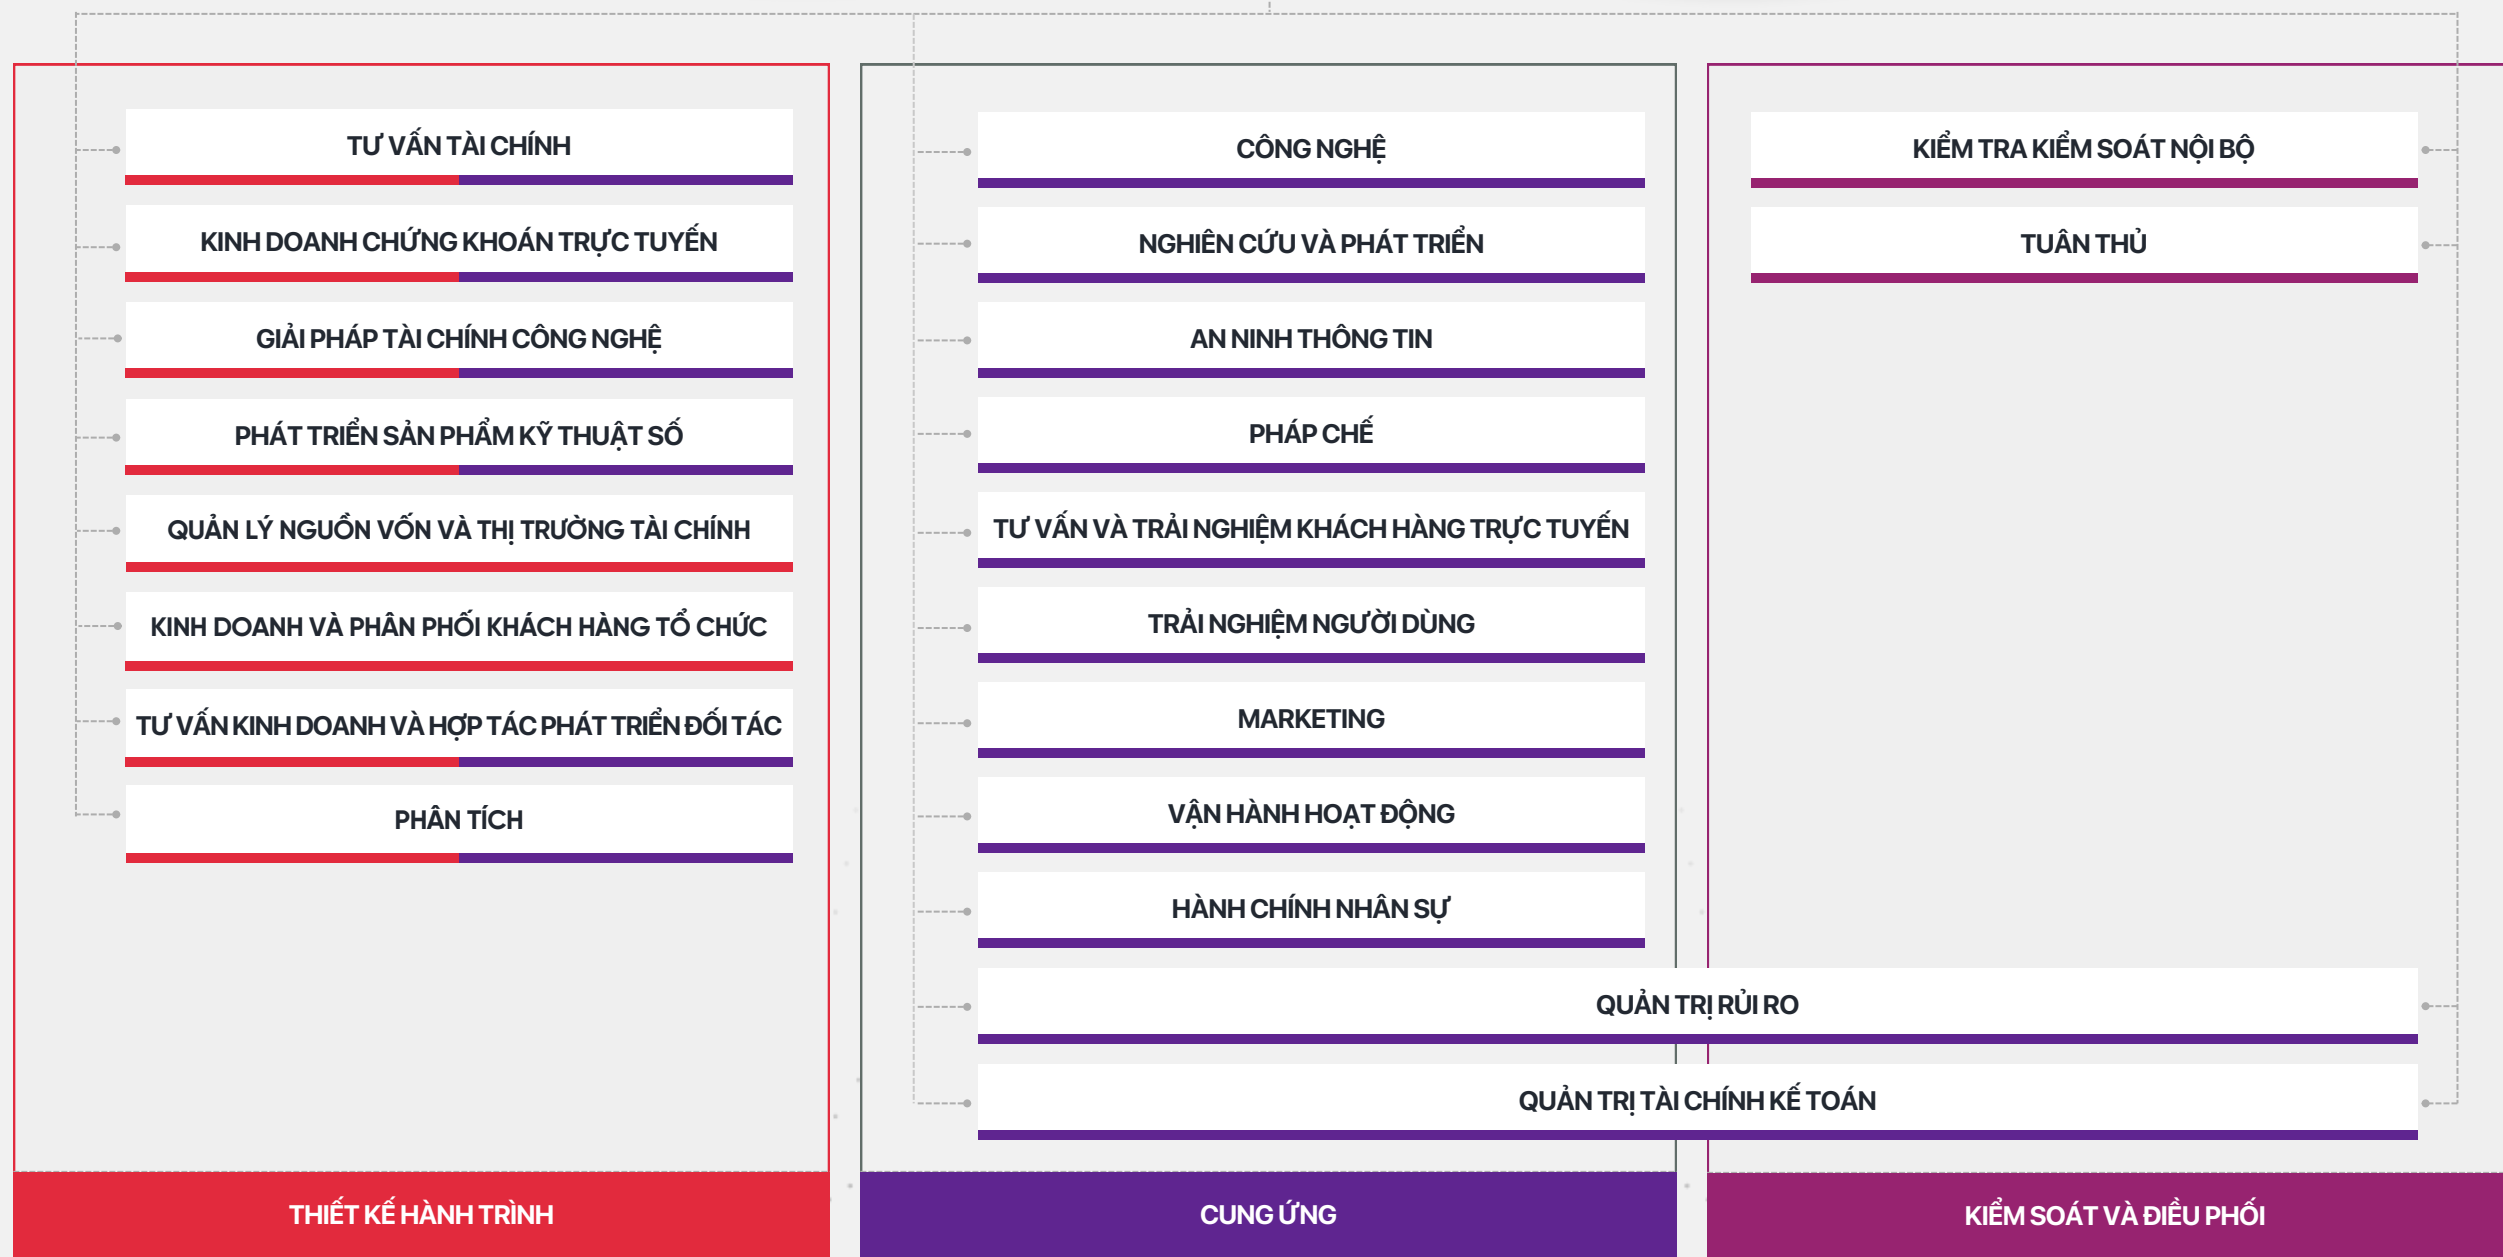 TƯ VẤN TÀI CHÍNH
KINH DOANH CHỨNG KHOÁN TRỰC TUYẾN
GIẢI PHÁP TÀI CHÍNH CÔNG NGHỆ
PHÁT TRIỂN SẢN PHẨM KỸ THUẬT SỐ
QUẢN LÝ NGUỒN VỐN VÀ THỊ TRƯỜNG TÀI CHÍNH
KINH DOANH VÀ PHÂN PHỐI KHÁCH HÀNG TỔ CHỨC
TƯ VẤN KINH DOANH VÀ HỢP TÁC PHÁT TRIỂN ĐỐI TÁC
PHÂN TÍCH
THIẾT KẾ HÀNH TRÌNH
CÔNG NGHỆ
NGHIÊN CỨU VÀ PHÁT TRIỂN
AN NINH THÔNG TIN
PHÁP CHẾ
TƯ VẤN VÀ TRẢI NGHIỆM KHÁCH HÀNG TRỰC TUYẾN
TRẢI NGHIỆM NGƯỜI DÙNG
MARKETING
VẬN HÀNH HOẠT ĐỘNG
HÀNH CHÍNH NHÂN SỰ
QUẢN TRỊ RỦI RO
QUẢN TRỊ TÀI CHÍNH KẾ TOÁN
CUNG ỨNG
KIỂM TRA KIỂM SOÁT NỘI BỘ
TUÂN THỦ
KIỂM SOÁT VÀ ĐIỀU PHỐI